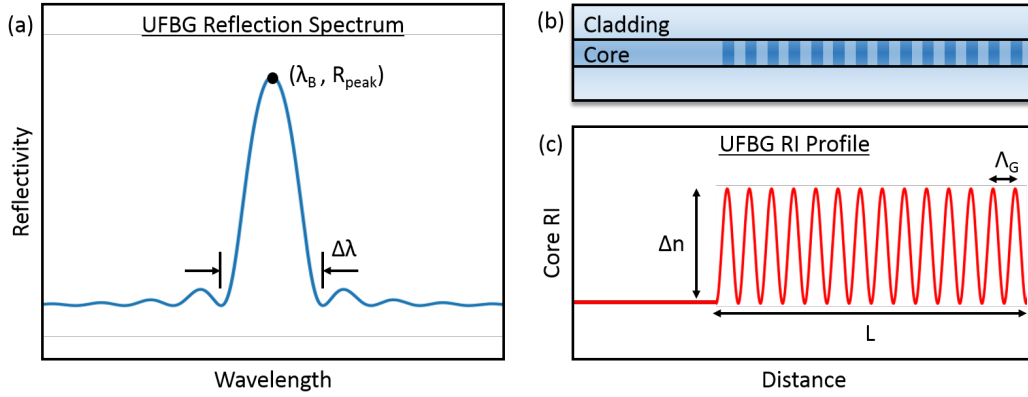 (a)
UFBG Reflection Spectrum
(λB , Rpeak)
Δλ
Reflectivity
Wavelength
(b)
Cladding
Core
(c)
UFBG RI Profile
ΛG
Δn
L
Core RI
Distance